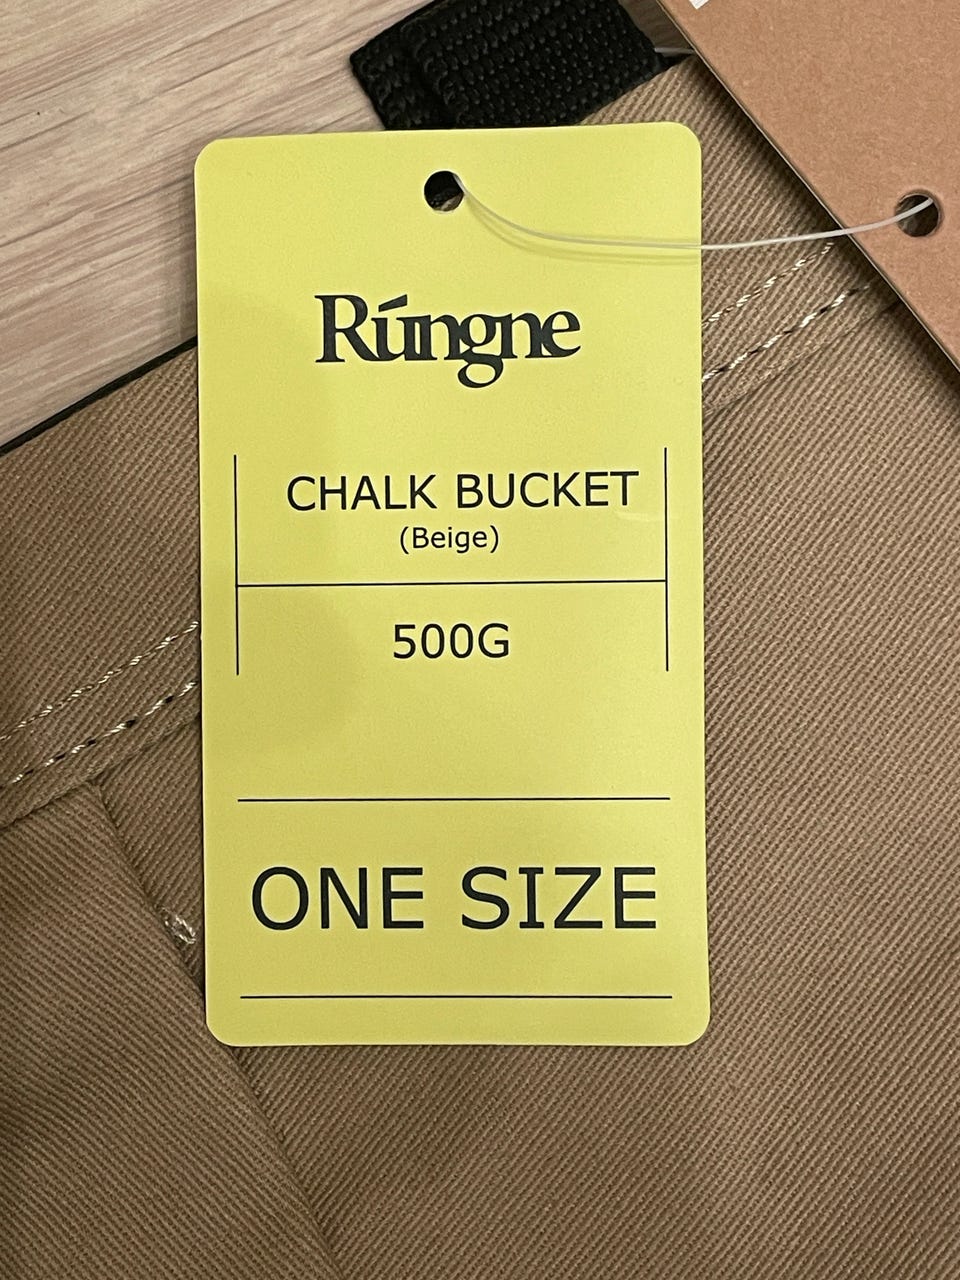 Rúngne
CHALK BUCKET
(Beige)
500G
ONE SIZE